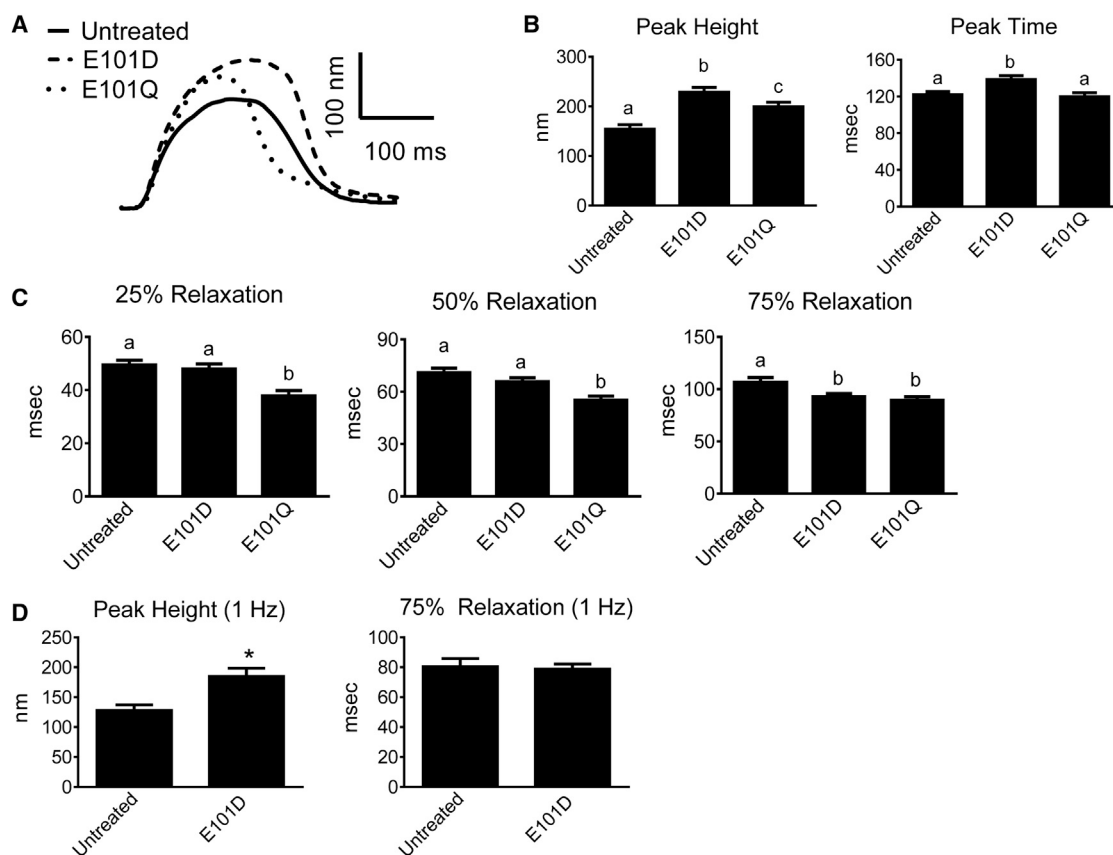 A
Untreated
E101D
E101Q
100 nm
100 ms
B
Peak Height
nm
300
200
100
0
a
b
c
Untreated
E101D
E101Q
Peak Time
msec
160
120
80
40
0
a
b
a
Untreated
E101D
E101Q
C
25% Relaxation
msec
60
40
20
0
a
a
b
Untreated
E101D
E101Q
50% Relaxation
msec
90
60
30
0
a
a
b
Untreated
E101D
E101Q
75% Relaxation
msec
150
100
50
0
a
b
b
Untreated
E101D
E101Q
D
Peak Height (1 Hz)
nm
250
200
150
100
50
0
*
Untreated
E101D
75% Relaxation (1 Hz)
msec
100
80
60
40
20
0
Untreated
E101D